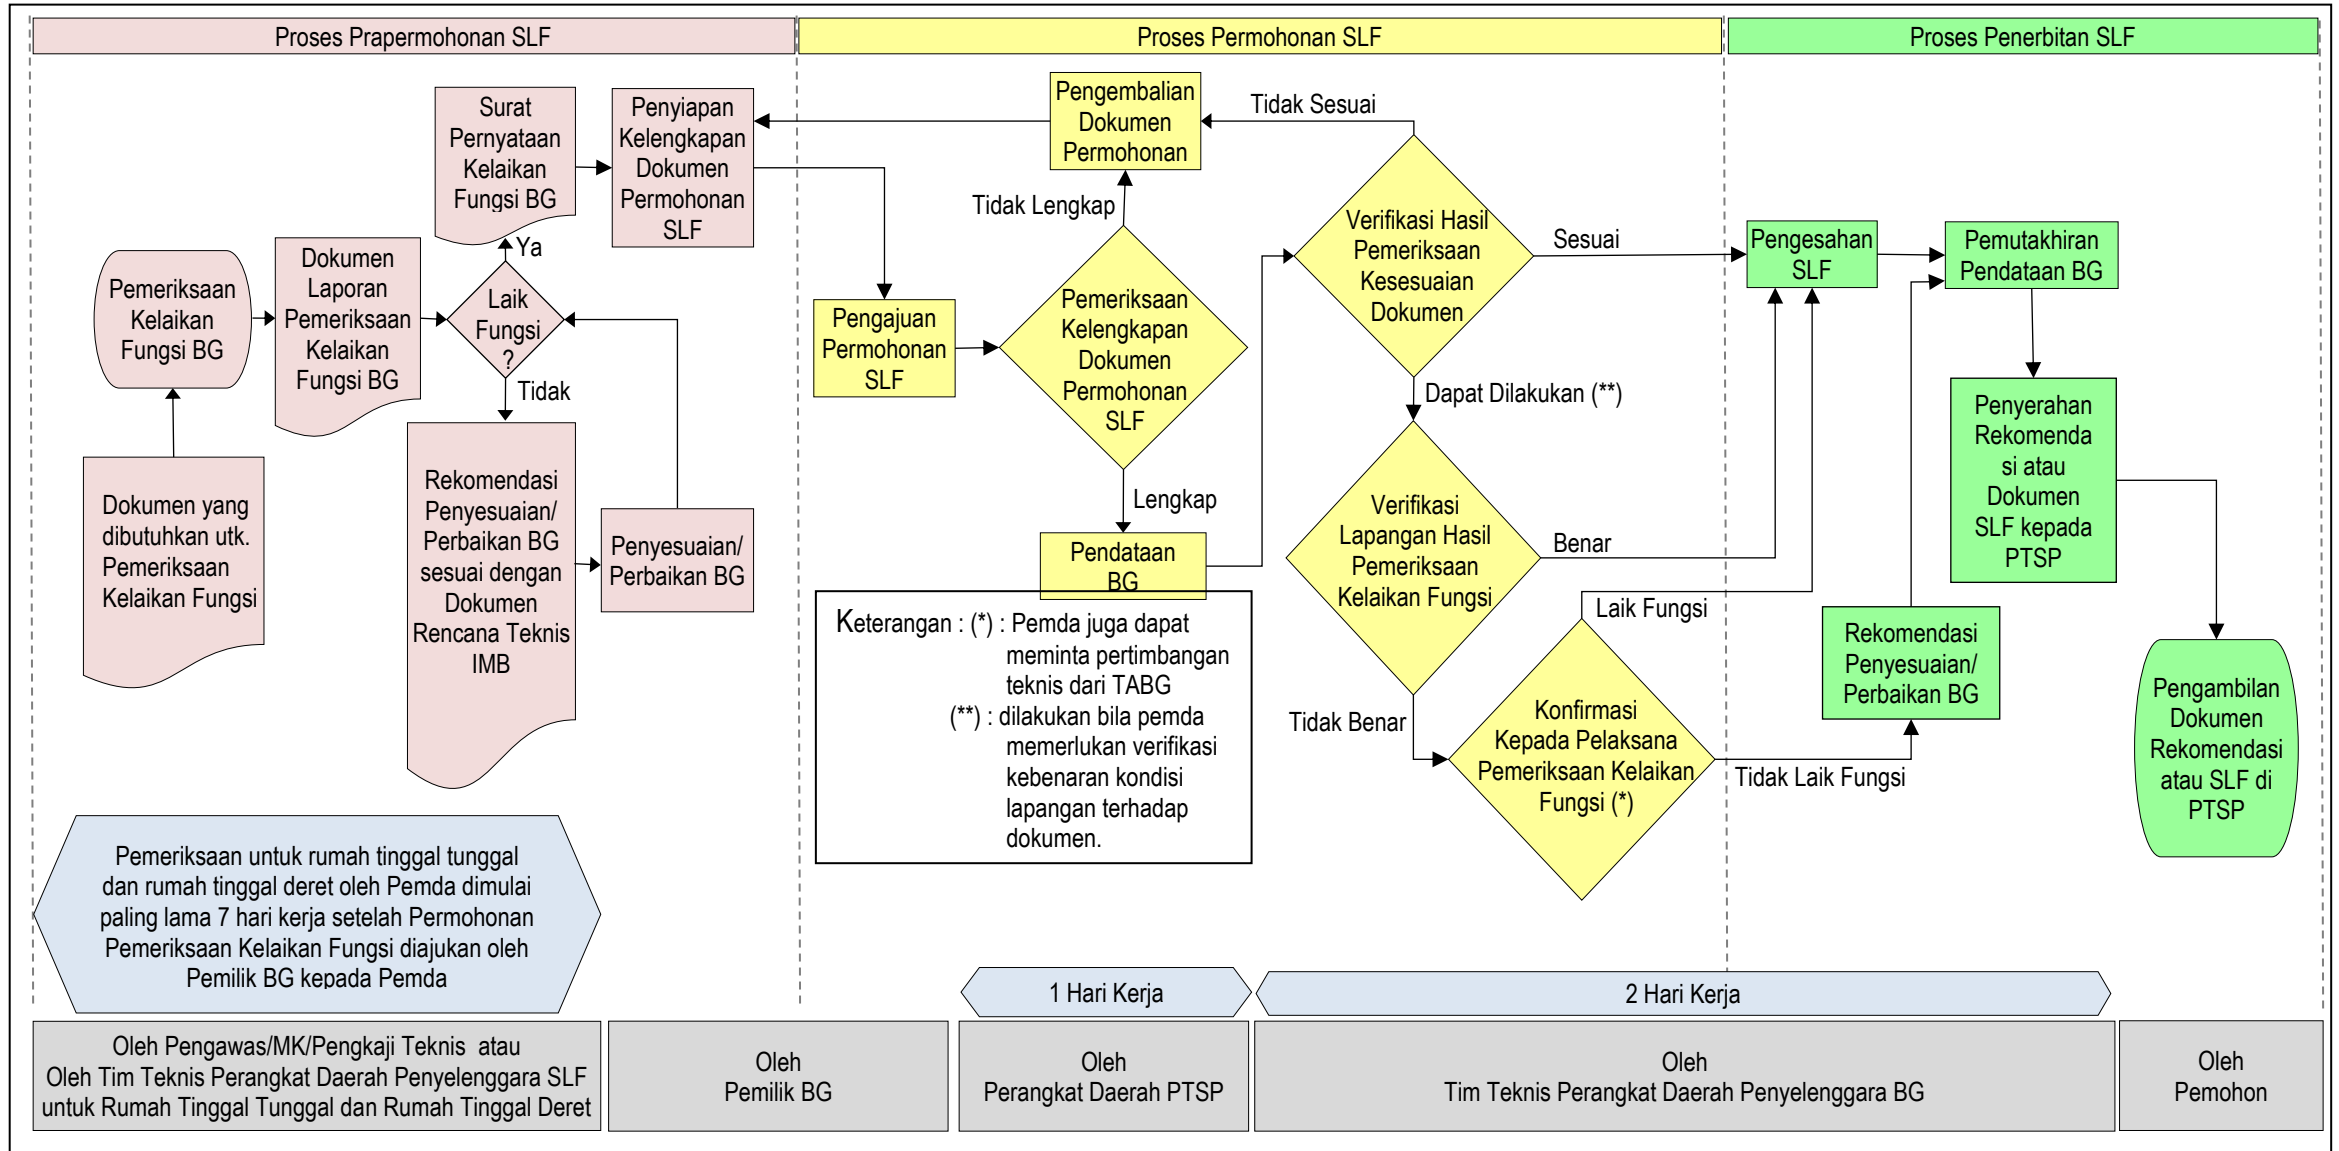 Proses Prapermohonan SLF
Proses Permohonan SLF
Proses Penerbitan SLF
Dokumen yang
dibutuhkan utk.
Pemeriksaan
Kelaikan Fungsi
Pemeriksaan
Kelaikan
Fungsi BG
Dokumen
Laporan
Pemeriksaan
Kelaikan
Fungsi BG
Laik
Fungsi
?
Ya
Tidak
Surat
Pernyataan
Kelaikan
Fungsi BG
Penyiapan
Kelengkapan
Dokumen
Permohonan
SLF
Rekomendasi
Penyesuaian/
Perbaikan BG
sesuai dengan
Dokumen
Rencana Teknis
IMB
Penyesuaian/
Perbaikan BG
Pengajuan
Permohonan
SLF
Pemeriksaan
Kelengkapan
Dokumen
Permohonan
SLF
Tidak Lengkap
Pengembalian
Dokumen
Permohonan
Tidak Sesuai
Lengkap
Pendataan
BG
Verifikasi Hasil
Pemeriksaan
Kesesuaian
Dokumen
Sesuai
Dapat Dilakukan (**)
Verifikasi
Lapangan Hasil
Pemeriksaan
Kelaikan Fungsi
Benar
Tidak Benar
Konfirmasi
Kepada Pelaksana
Pemeriksaan Kelaikan
Fungsi (*)
Laik Fungsi
Tidak Laik Fungsi
Keterangan : (*) : Pemda juga dapat
meminta pertimbangan
teknis dari TABG
(**) : dilakukan bila pemda
memerlukan verifikasi
kebenaran kondisi
lapangan terhadap
dokumen.
Pengesahan
SLF
Pemutakhiran
Pendataan BG
Rekomendasi
Penyesuaian/
Perbaikan BG
Penyerahan
Rekomenda
si atau
Dokumen
SLF kepada
PTSP
Pengambilan
Dokumen
Rekomendasi
atau SLF di
PTSP
Pemeriksaan untuk rumah tinggal tunggal
dan rumah tinggal deret oleh Pemda dimulai
paling lama 7 hari kerja setelah Permohonan
Pemeriksaan Kelaikan Fungsi diajukan oleh
Pemilik BG kepada Pemda
1 Hari Kerja
2 Hari Kerja
Oleh Pengawas/MK/Pengkaji Teknis atau
Oleh Tim Teknis Perangkat Daerah Penyelenggara SLF
untuk Rumah Tinggal Tunggal dan Rumah Tinggal Deret
Oleh
Pemilik BG
Oleh
Perangkat Daerah PTSP
Oleh
Tim Teknis Perangkat Daerah Penyelenggara BG
Oleh
Pemohon